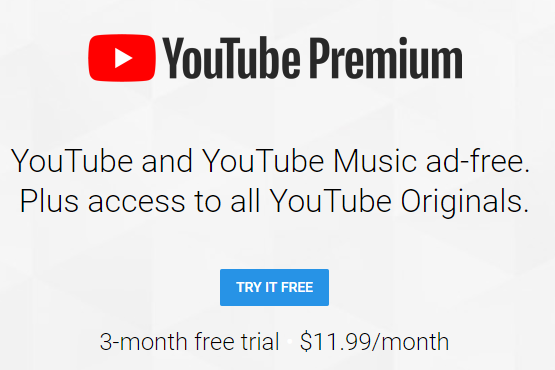 YouTube Premium
YouTube and YouTube Music ad-free.
Plus access to all YouTube Originals.
TRY IT FREE
3-month free trial • $11.99/month